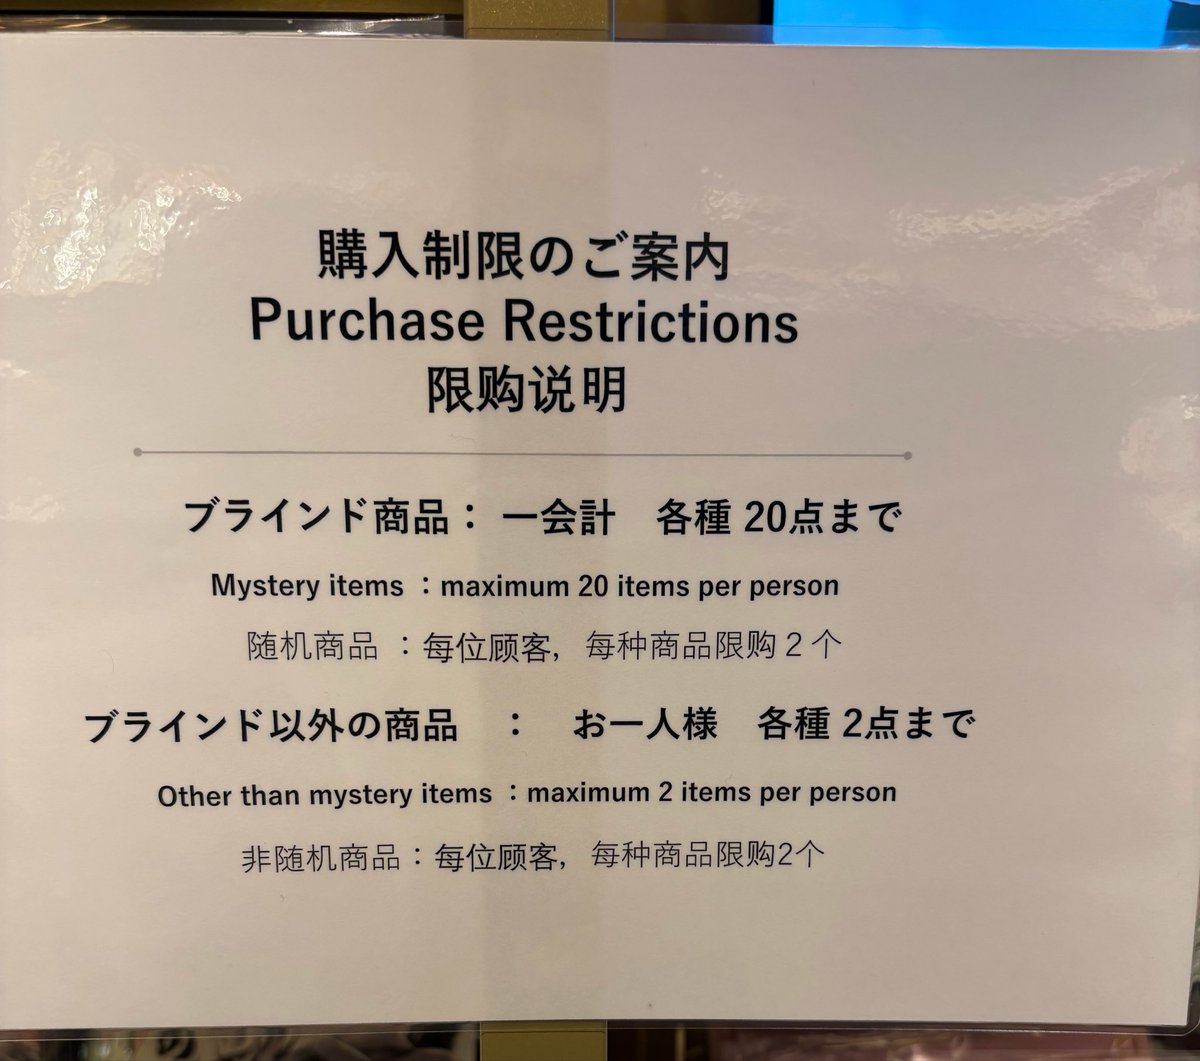 購入制限のご案内
Purchase Restrictions
限购说明
ブラインド商品： 一会計　各種 20点まで
Mystery items ：maximum 20 items per person
随机商品 ：每位顾客，每种商品限购２个
ブラインド以外の商品　：　お一人様　各種 2点まで
Other than mystery items ：maximum 2 items per person
非随机商品：每位顾客，每种商品限购2个